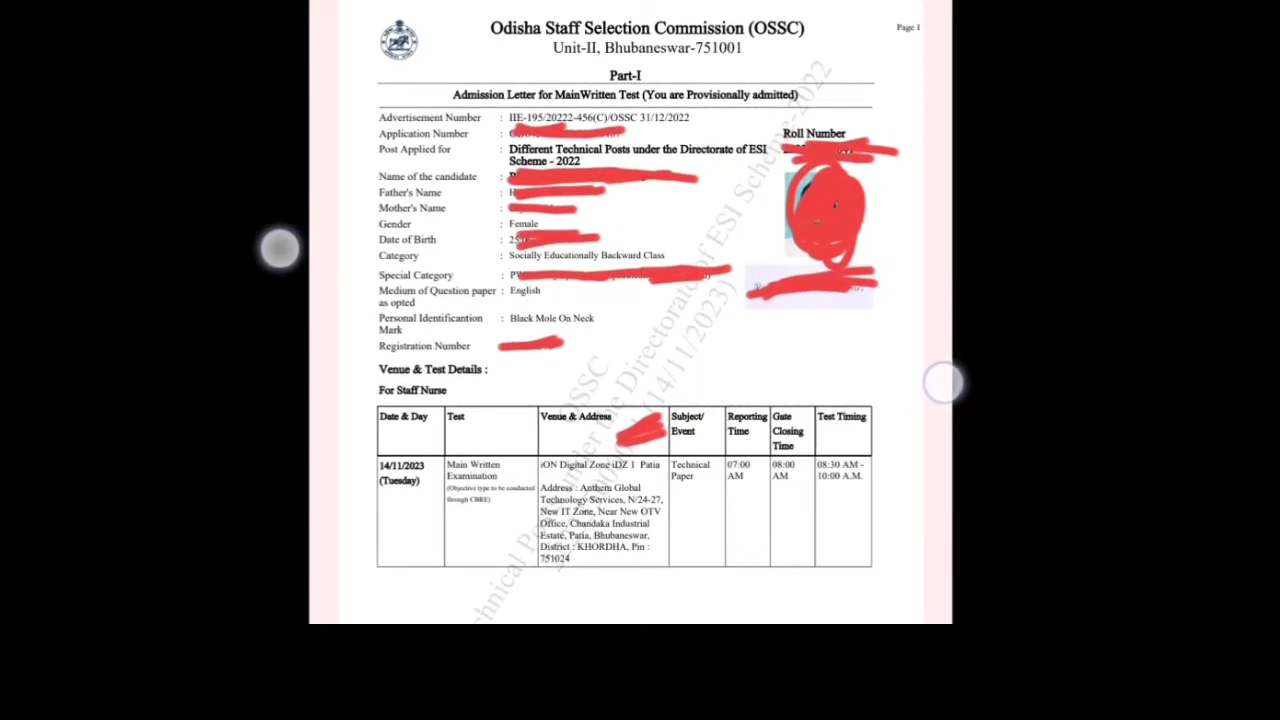 Odisha Staff Selection Commission (OSSC)
Page 1
Unit-II, Bhubaneswar-751001
Part-I
Admission Letter for MainWritten Test (You are Provisionally admitted)
Advertisement Number : IIE-195/20222-456(C)/OSSC 31/12/2022
Application Number :
Roll Number
Post Applied for : Different Technical Posts under the Directorate of ESI
Scheme - 2022
Name of the candidate :
Father's Name :
Mother's Name :
Gender : Female
Date of Birth :
Category : Socially Educationally Backward Class
Special Category :
Medium of Question paper : English
as opted
Personal Identificantion : Black Mole On Neck
Mark
Registration Number
Venue & Test Details :
For Staff Nurse
Date & Day Test Venue & Address Subject/ Event Reporting Time Gate Closing Time Test Timing
14/11/2023 (Tuesday)
Main Written
Examination
(Objective type to be conducted
through CBRE)
iON Digital Zone iDZ 1 Patia
Address : Anthem Global
Technology Services, N/24-27,
New IT Zone, Near New OTV
Office, Chandaka Industrial
Estate, Patia, Bhubaneswar,
District : KHORDHA, Pin :
751024
Technical
Paper
07:00
AM
08:00
AM
08:30 AM -
10:00 A.M.